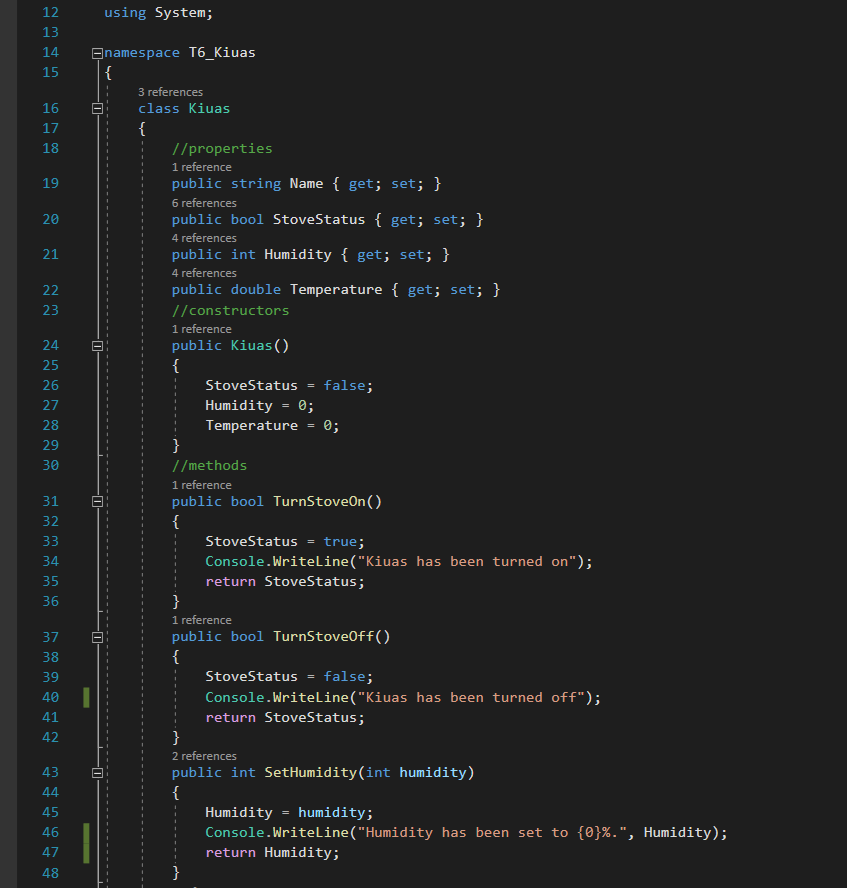 12 using System;
13
14 namespace T6_Kiuas
15 {
3 references
16 class Kiuas
17 {
18 //properties
1 reference
19 public string Name { get; set; }
6 references
20 public bool StoveStatus { get; set; }
4 references
21 public int Humidity { get; set; }
4 references
22 public double Temperature { get; set; }
23 //constructors
1 reference
24 public Kiuas()
25 {
26 StoveStatus = false;
27 Humidity = 0;
28 Temperature = 0;
29 }
30 //methods
1 reference
31 public bool TurnStoveOn()
32 {
33 StoveStatus = true;
34 Console.WriteLine("Kiuas has been turned on");
35 return StoveStatus;
36 }
1 reference
37 public bool TurnStoveOff()
38 {
39 StoveStatus = false;
40 Console.WriteLine("Kiuas has been turned off");
41 return StoveStatus;
42 }
2 references
43 public int SetHumidity(int humidity)
44 {
45 Humidity = humidity;
46 Console.WriteLine("Humidity has been set to {0}%.", Humidity);
47 return Humidity;
48 }